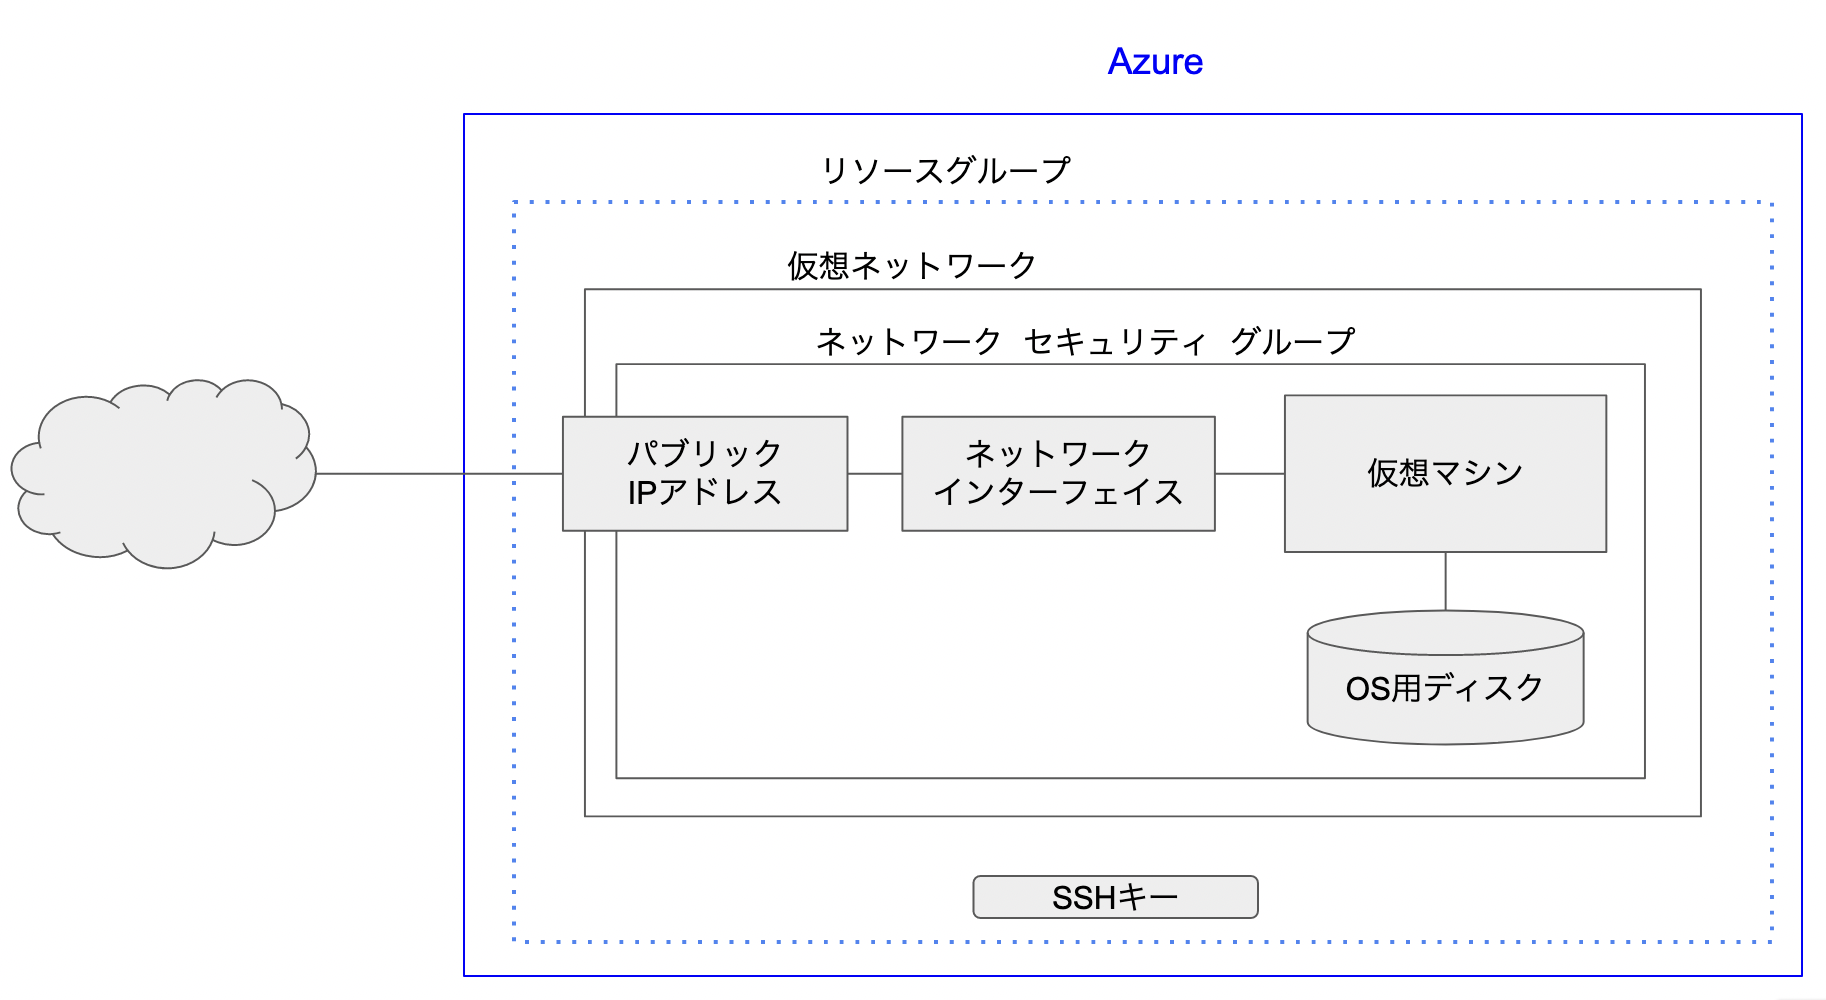 Azure
リソースグループ
仮想ネットワーク
ネットワーク セキュリティ グループ
パブリック
IPアドレス
ネットワーク
インターフェイス
仮想マシン
OS用ディスク
SSHキー